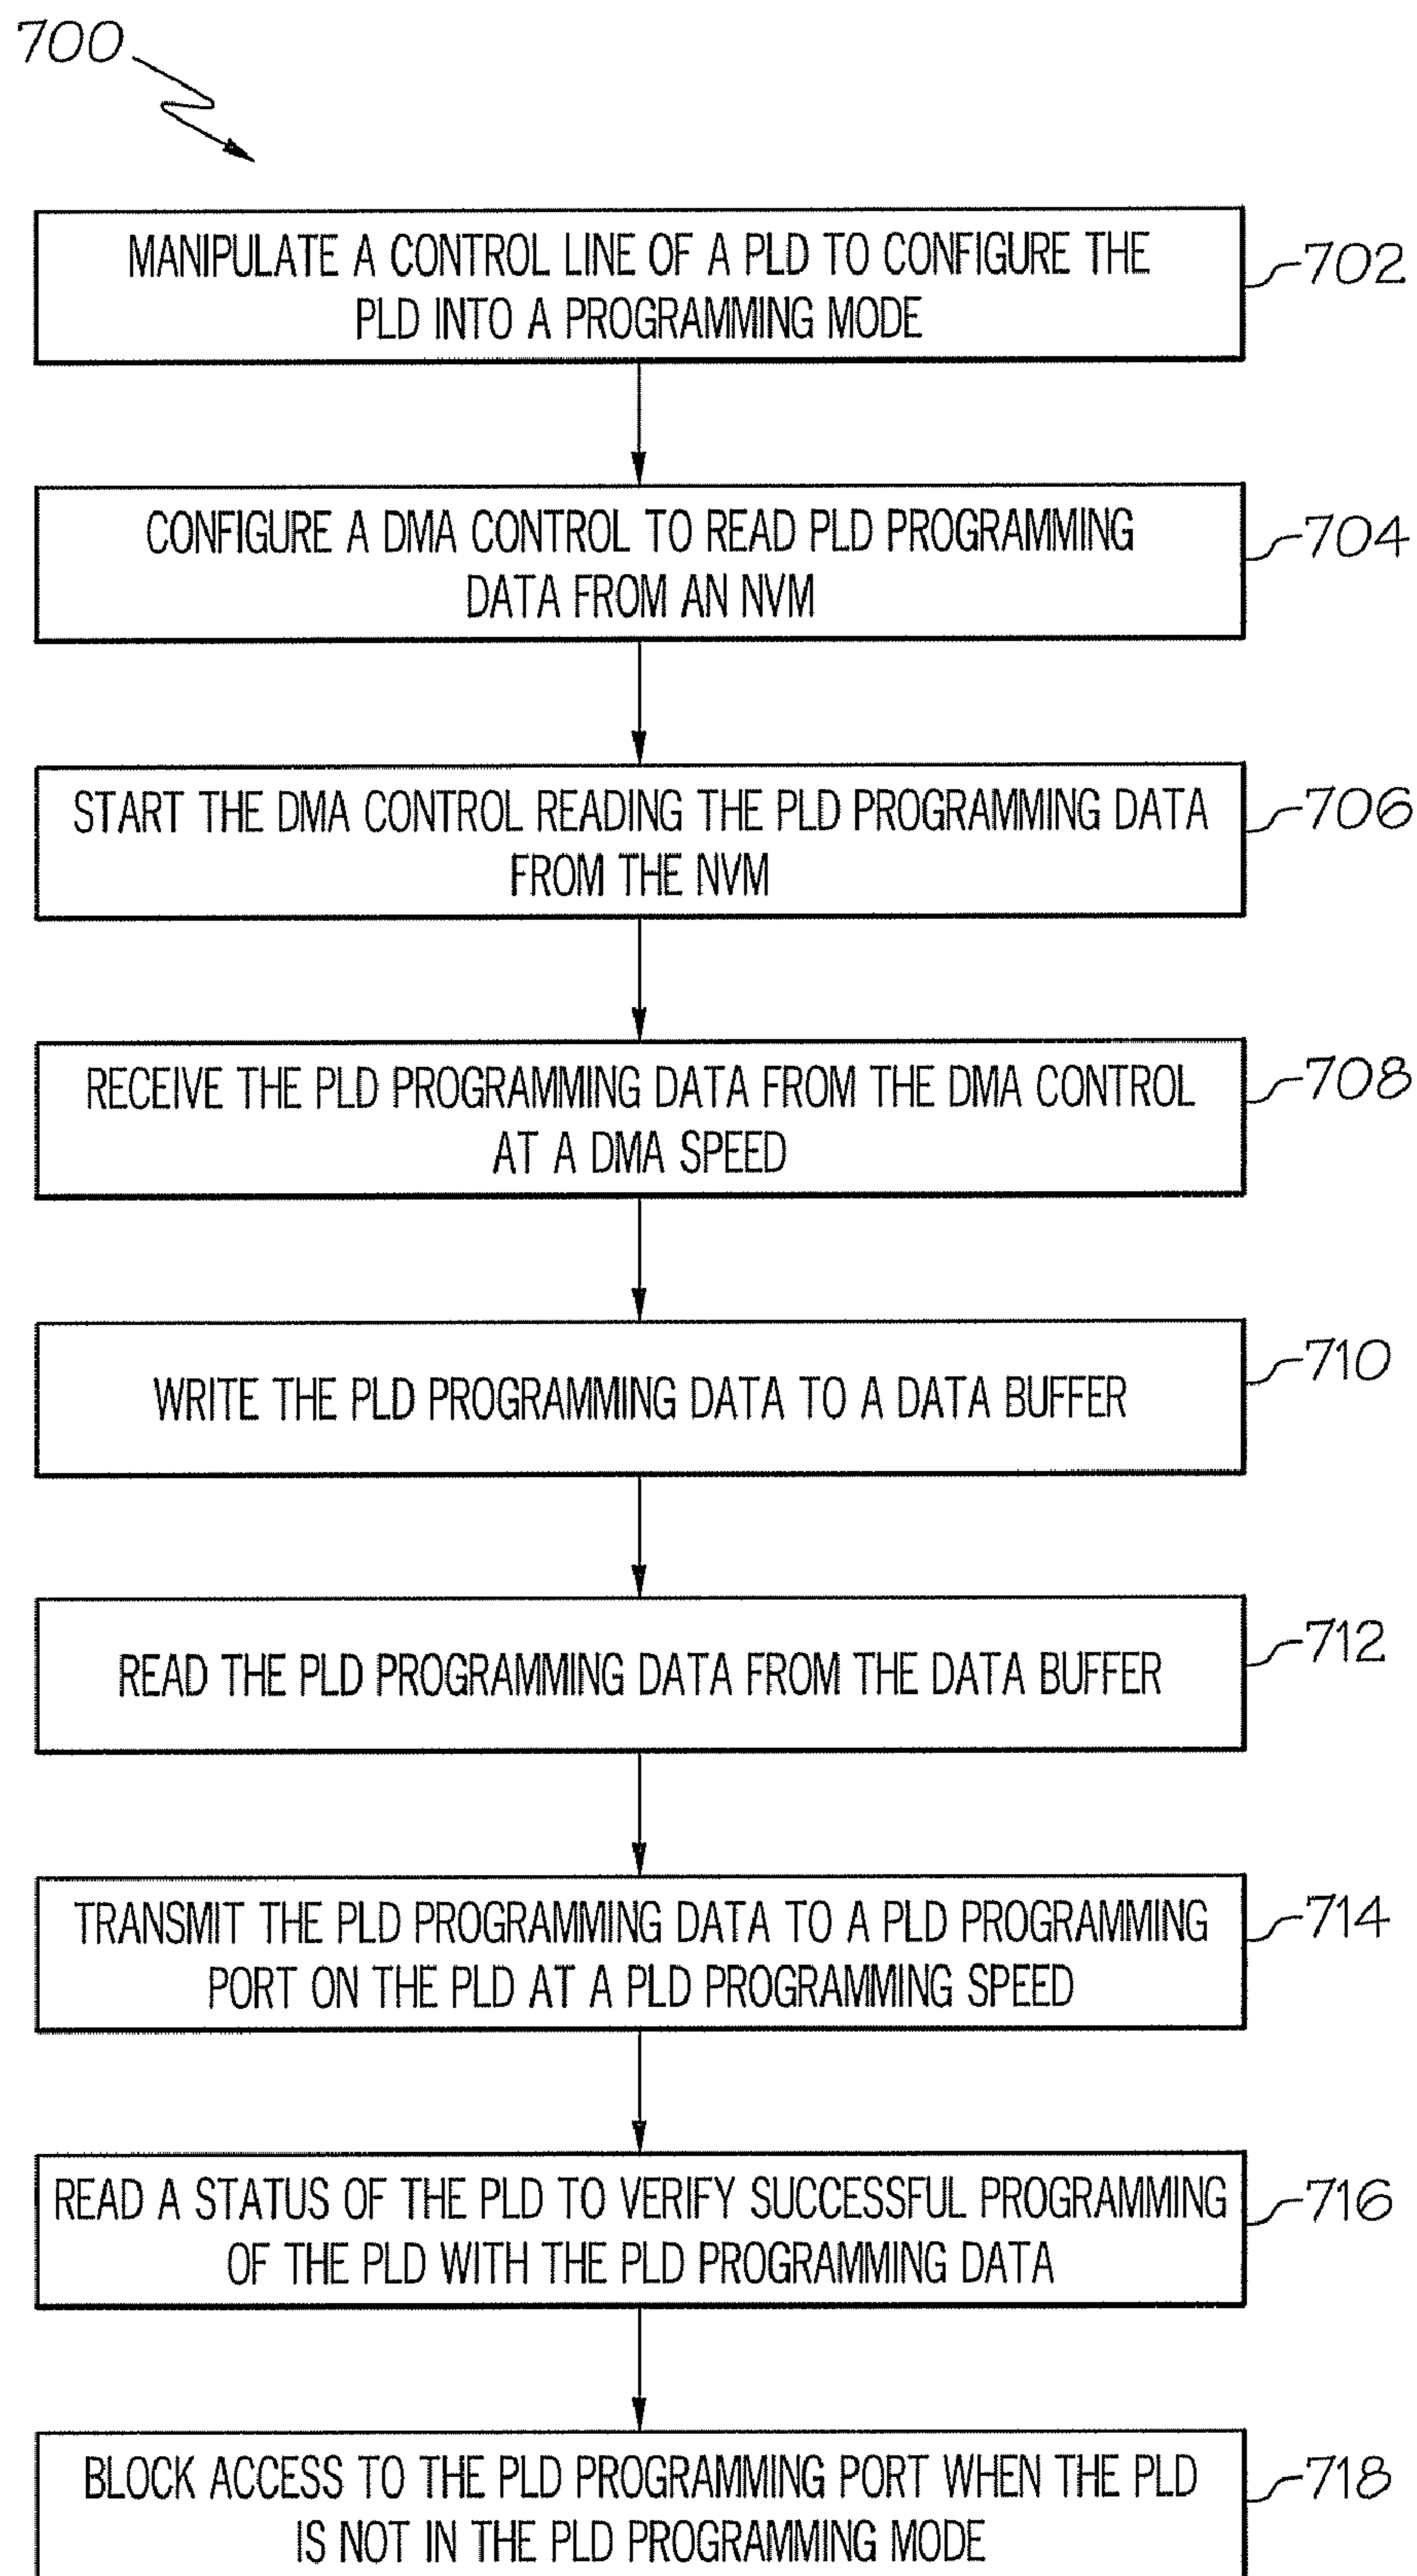 700
MANIPULATE A CONTROL LINE OF A PLD TO CONFIGURE THE
PLD INTO A PROGRAMMING MODE
702
CONFIGURE A DMA CONTROL TO READ PLD PROGRAMMING
DATA FROM AN NVM
704
START THE DMA CONTROL READING THE PLD PROGRAMMING DATA
FROM THE NVM
706
RECEIVE THE PLD PROGRAMMING DATA FROM THE DMA CONTROL
AT A DMA SPEED
708
WRITE THE PLD PROGRAMMING DATA TO A DATA BUFFER
710
READ THE PLD PROGRAMMING DATA FROM THE DATA BUFFER
712
TRANSMIT THE PLD PROGRAMMING DATA TO A PLD PROGRAMMING
PORT ON THE PLD AT A PLD PROGRAMMING SPEED
714
READ A STATUS OF THE PLD TO VERIFY SUCCESSFUL PROGRAMMING
OF THE PLD WITH THE PLD PROGRAMMING DATA
716
BLOCK ACCESS TO THE PLD PROGRAMMING PORT WHEN THE PLD
IS NOT IN THE PLD PROGRAMMING MODE
718